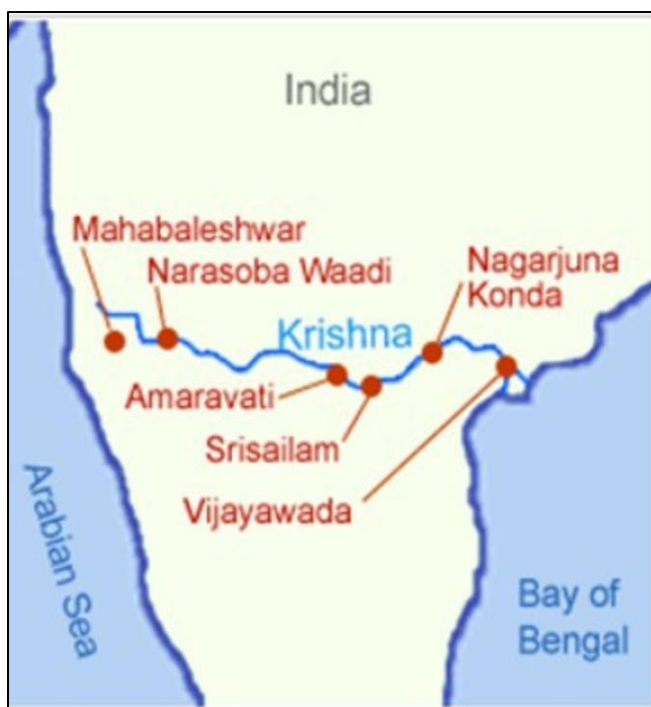 India
Mahabaleshwar
Narasoba Waadi
Nagarjuna
Konda
Krishna
Amaravati
Srisailam
Vijayawada
Arabian Sea
Bay of
Bengal